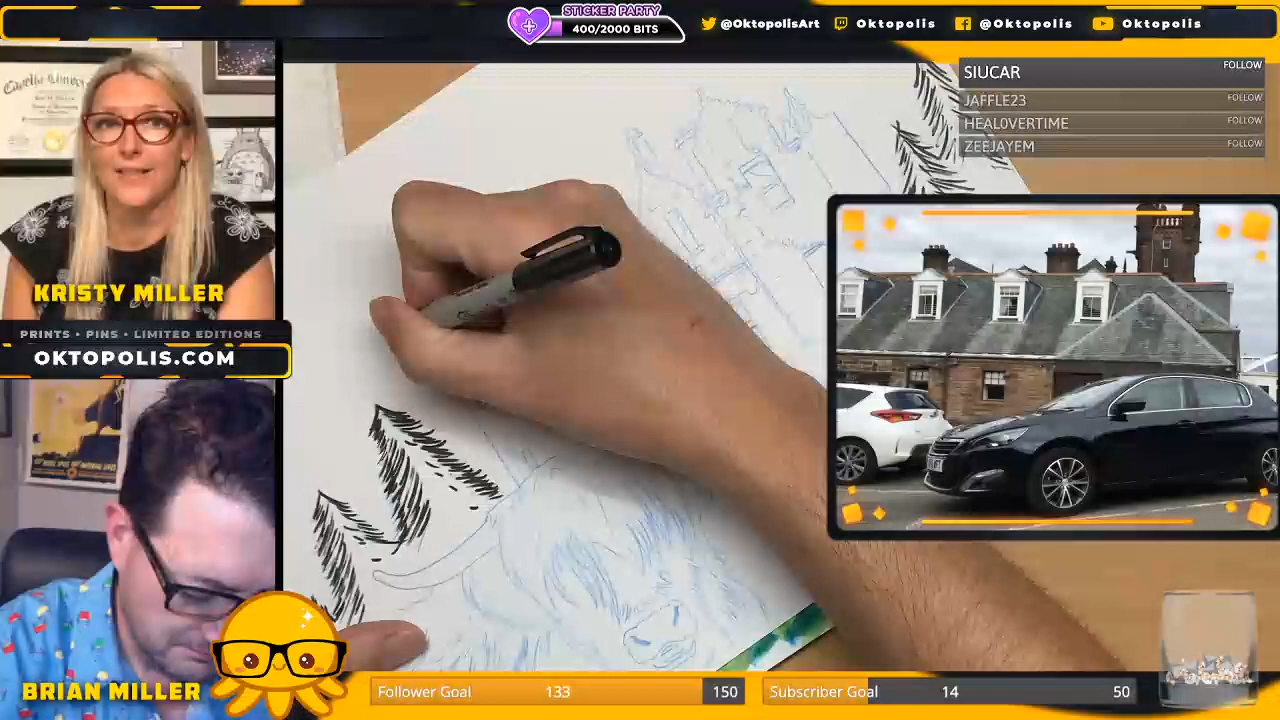 STICKER PARTY
400/2000 BITS
@OktopolisArt
Oktopolis
@Oktopolis
Oktopolis
SIUCAR FOLLOW
JAFFLE23 FOLLOW
HEAL0VERTIME FOLLOW
ZEEJAYEM FOLLOW
KRISTY MILLER
PRINTS • PINS • LIMITED EDITIONS
OKTOPOLIS.COM
BRIAN MILLER
Follower Goal 133 150
Subscriber Goal 14 50